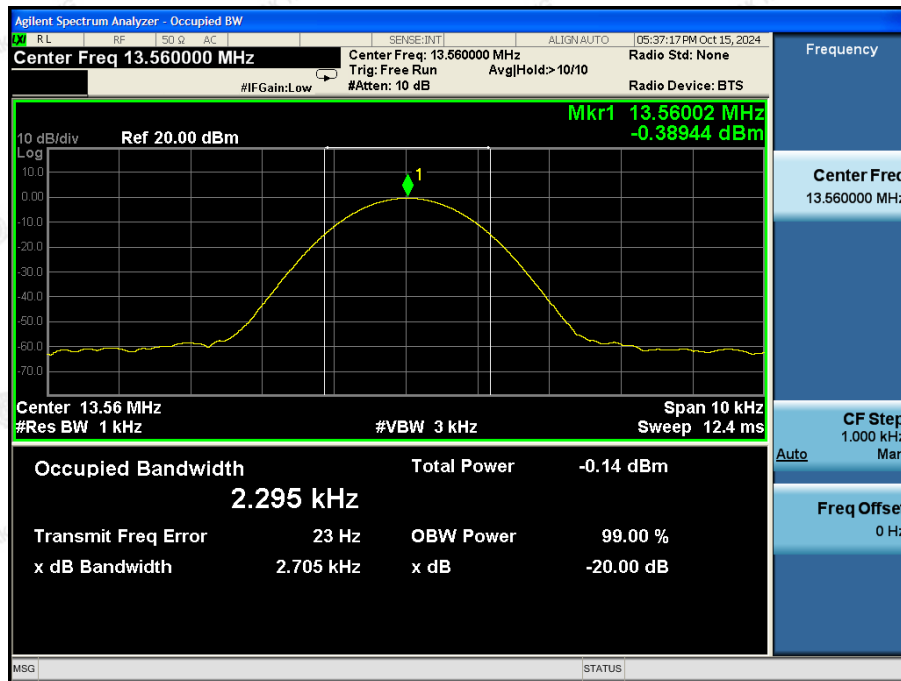 Agilent Spectrum Analyzer - Occupied BW
LXI RL RF 50 Ω AC SENSE:INT ALIGN AUTO 05:37:17 PM Oct 15, 2024
Center Freq 13.560000 MHz
Center Freq: 13.560000 MHz
Radio Std: None
Trig: Free Run Avg|Hold:>10/10
#IFGain:Low #Atten: 10 dB Radio Device: BTS
Frequency
Mkr1 13.56002 MHz
-0.38944 dBm
10 dB/div Ref 20.00 dBm
Log
1
10.0
0.00
-10.0
-20.0
-30.0
-40.0
-50.0
-60.0
-70.0
Center 13.56 MHz Span 10 kHz
#Res BW 1 kHz #VBW 3 kHz Sweep 12.4 ms
Occupied Bandwidth Total Power -0.14 dBm
2.295 kHz
Transmit Freq Error 23 Hz OBW Power 99.00 %
x dB Bandwidth 2.705 kHz x dB -20.00 dB
Center Freq
13.560000 MHz
CF Step
1.000 kHz
Auto Man
Freq Offset
0 Hz
MSG STATUS